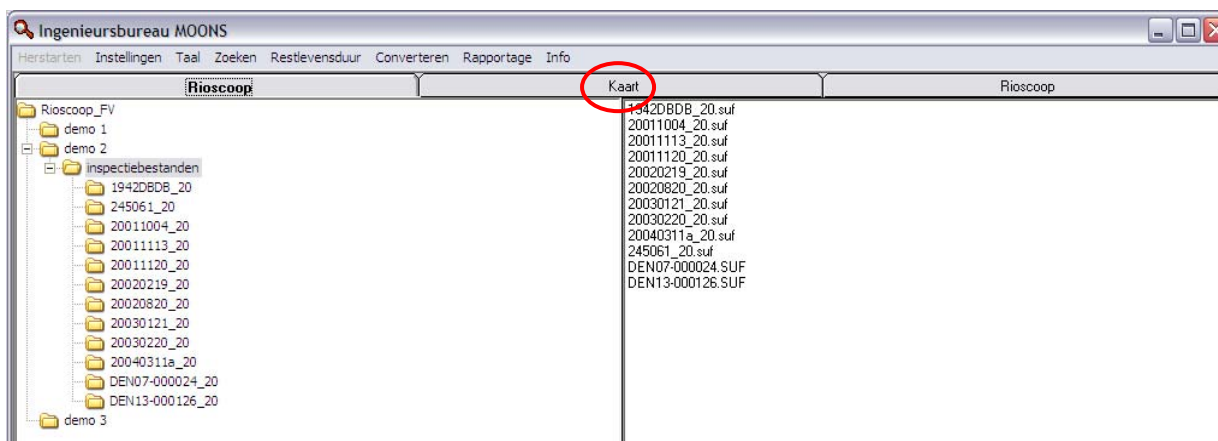 Ingenieursbureau MOONS
Herstarten Instellingen Taal Zoeken Restlevensduur Converteren Rapportage Info
Rioscoop Kaart Rioscoop
Rioscoop_FV
demo 1
demo 2
inspectiebestanden
1942DBDB_20
245061_20
20011004_20
20011113_20
20011120_20
20020219_20
20020820_20
20030121_20
20030220_20
20040311a_20
DEN07-000024_20
DEN13-000126_20
demo 3
1942DBDB_20.suf
20011004_20.suf
20011113_20.suf
20011120_20.suf
20020219_20.suf
20020820_20.suf
20030121_20.suf
20030220_20.suf
20040311a_20.suf
245061_20.suf
DEN07-000024.SUF
DEN13-000126.SUF